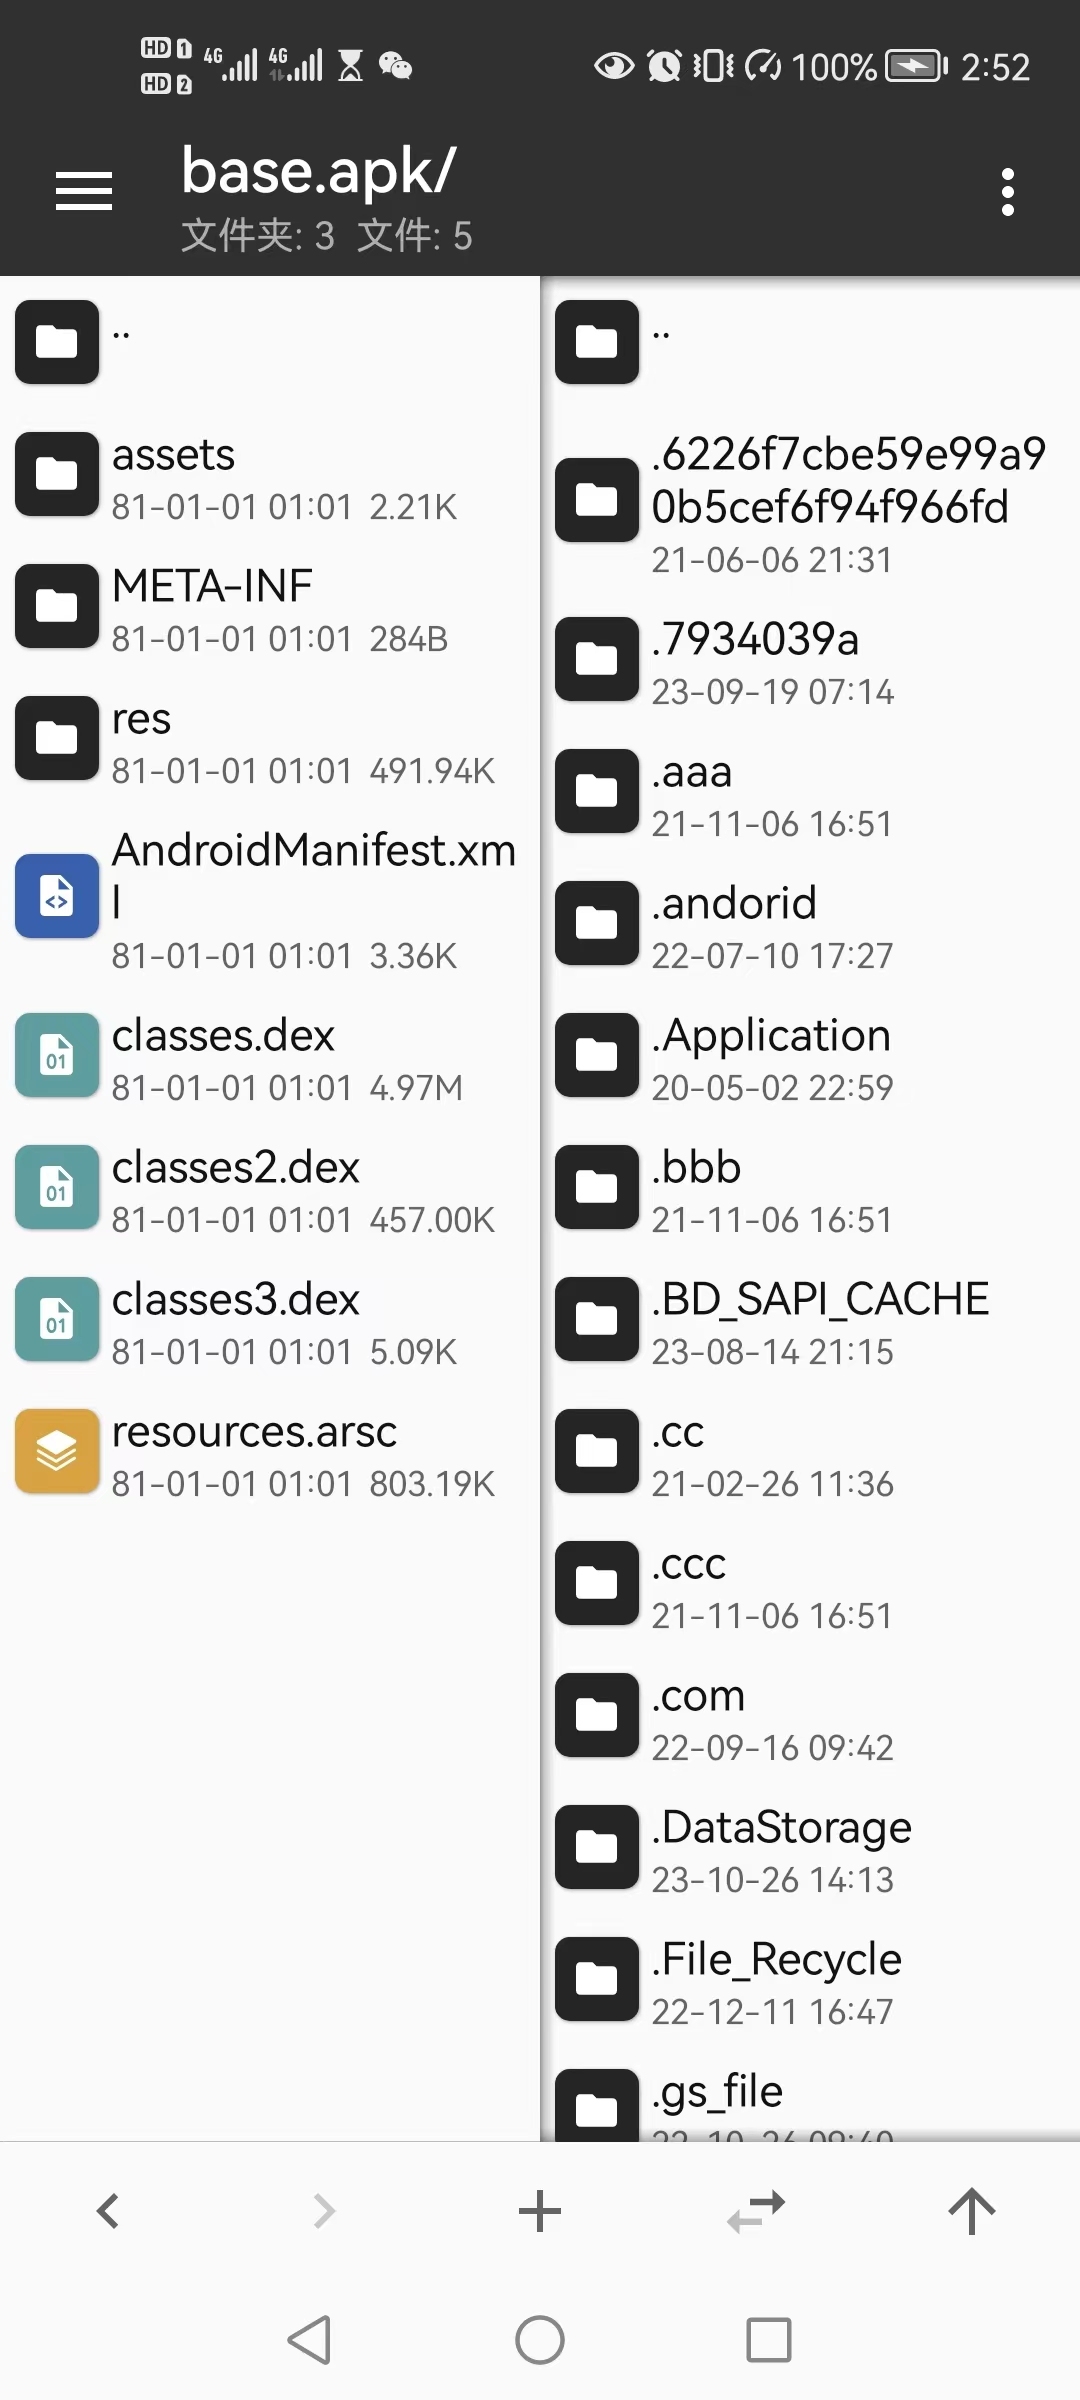 HD 1 4G 4G 100% 2:52
HD 2
base.apk/
文件夹: 3 文件: 5
..
assets
81-01-01 01:01 2.21K
META-INF
81-01-01 01:01 284B
res
81-01-01 01:01 491.94K
AndroidManifest.xm
l
81-01-01 01:01 3.36K
classes.dex
81-01-01 01:01 4.97M
classes2.dex
81-01-01 01:01 457.00K
classes3.dex
81-01-01 01:01 5.09K
resources.arsc
81-01-01 01:01 803.19K
..
.6226f7cbe59e99a9
0b5cef6f94f966fd
21-06-06 21:31
.7934039a
23-09-19 07:14
.aaa
21-11-06 16:51
.andorid
22-07-10 17:27
.Application
20-05-02 22:59
.bbb
21-11-06 16:51
.BD_SAPI_CACHE
23-08-14 21:15
.cc
21-02-26 11:36
.ccc
21-11-06 16:51
.com
22-09-16 09:42
.DataStorage
23-10-26 14:13
.File_Recycle
22-12-11 16:47
.gs_file